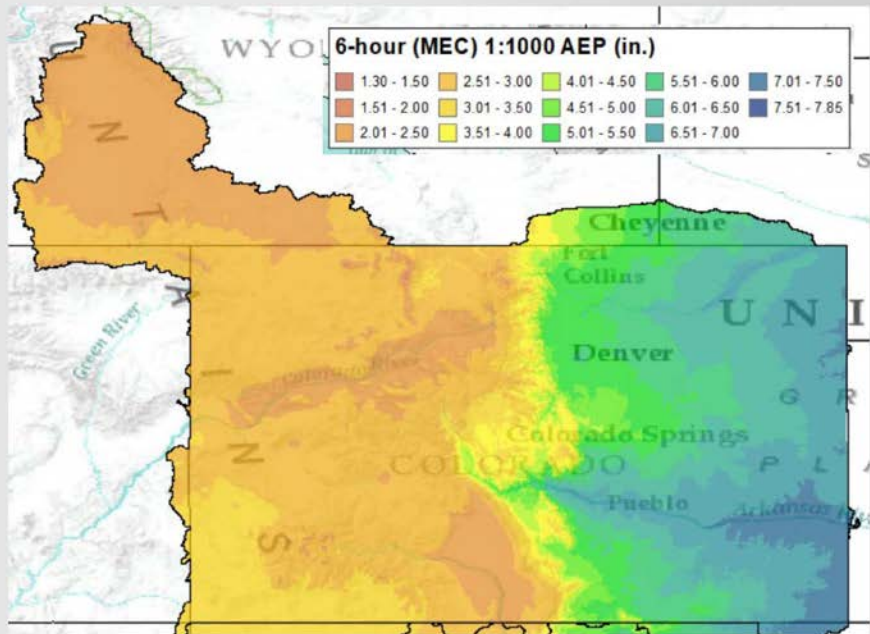 WYO
6-hour (MEC) 1:1000 AEP (in.)
1.30 - 1.50 2.51 - 3.00 4.01 - 4.50 5.51 - 6.00 7.01 - 7.50
1.51 - 2.00 3.01 - 3.50 4.51 - 5.00 6.01 - 6.50 7.51 - 7.85
2.01 - 2.50 3.51 - 4.00 5.01 - 5.50 6.51 - 7.00
U
N
T
A
I
N
S
Cheyenne
Fort
Collins
Green River
U N I
Denver
Colorado River
G R
Colorado Springs
COLORADO
P L A
Pueblo
Arkansas River